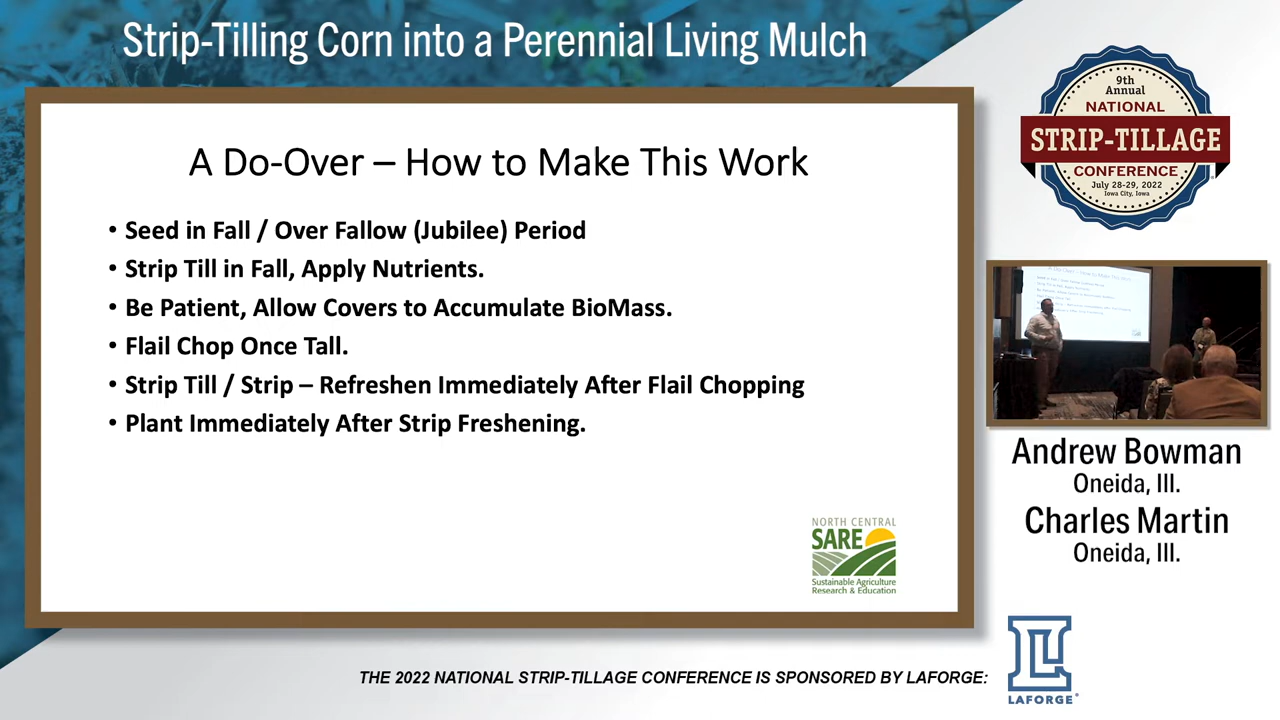 Strip-Tilling Corn into a Perennial Living Mulch
A Do-Over – How to Make This Work
• Seed in Fall / Over Fallow (Jubilee) Period
• Strip Till in Fall, Apply Nutrients.
• Be Patient, Allow Covers to Accumulate BioMass.
• Flail Chop Once Tall.
• Strip Till / Strip – Refreshen Immediately After Flail Chopping
• Plant Immediately After Strip Freshening.
NORTH CENTRAL
SARE
Sustainable Agriculture
Research & Education
9th
Annual
NATIONAL
STRIP-TILLAGE
CONFERENCE
July 28-29, 2022
Iowa City, Iowa
Andrew Bowman
Oneida, Ill.
Charles Martin
Oneida, Ill.
THE 2022 NATIONAL STRIP-TILLAGE CONFERENCE IS SPONSORED BY LAFORGE:
LAFORGE®